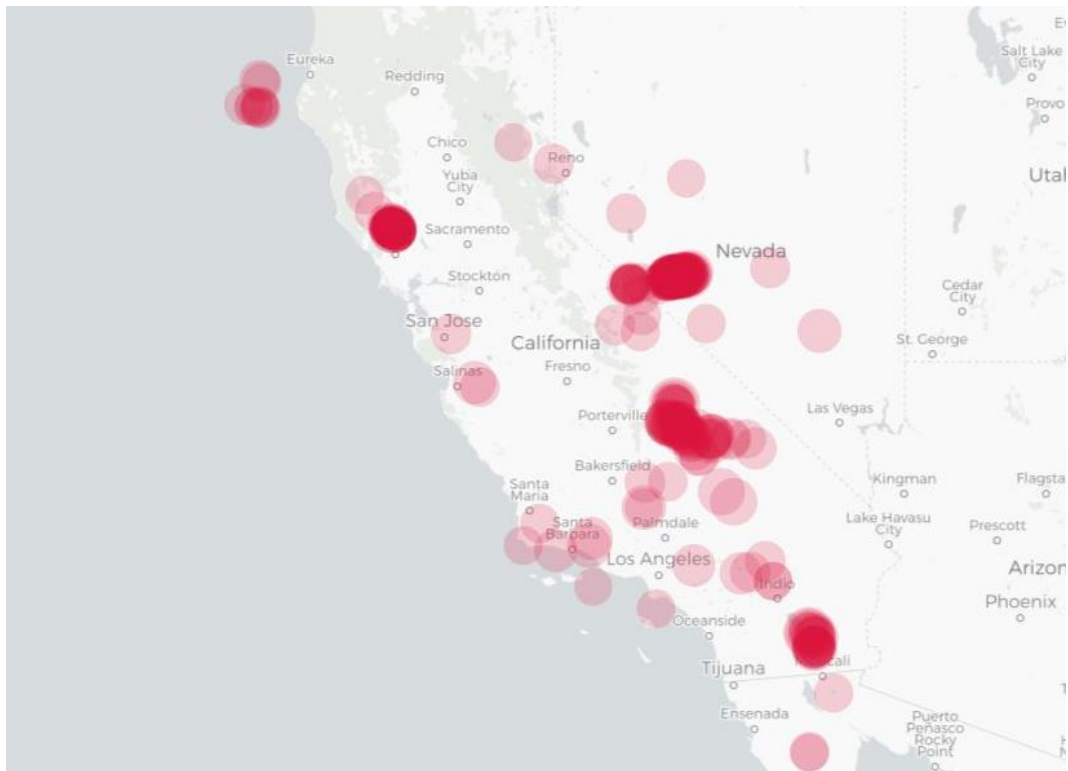 Eureka
Redding
Salt Lake
City
Provo
Chico
Reno
Yuba
City
Utah
Sacramento
Nevada
Stockton
Cedar
City
San Jose
California
St. George
Fresno
Salinas
Las Vegas
Porterville
Bakersfield
Kingman
Flagsta
Santa
Maria
Lake Havasu
City
Prescott
Santa
Barbara
Palmdale
Los Angeles
Arizon
Indio
Phoenix
Oceanside
Tijuana
Ensenada
Puerto
Peñasco
Rocky
Point